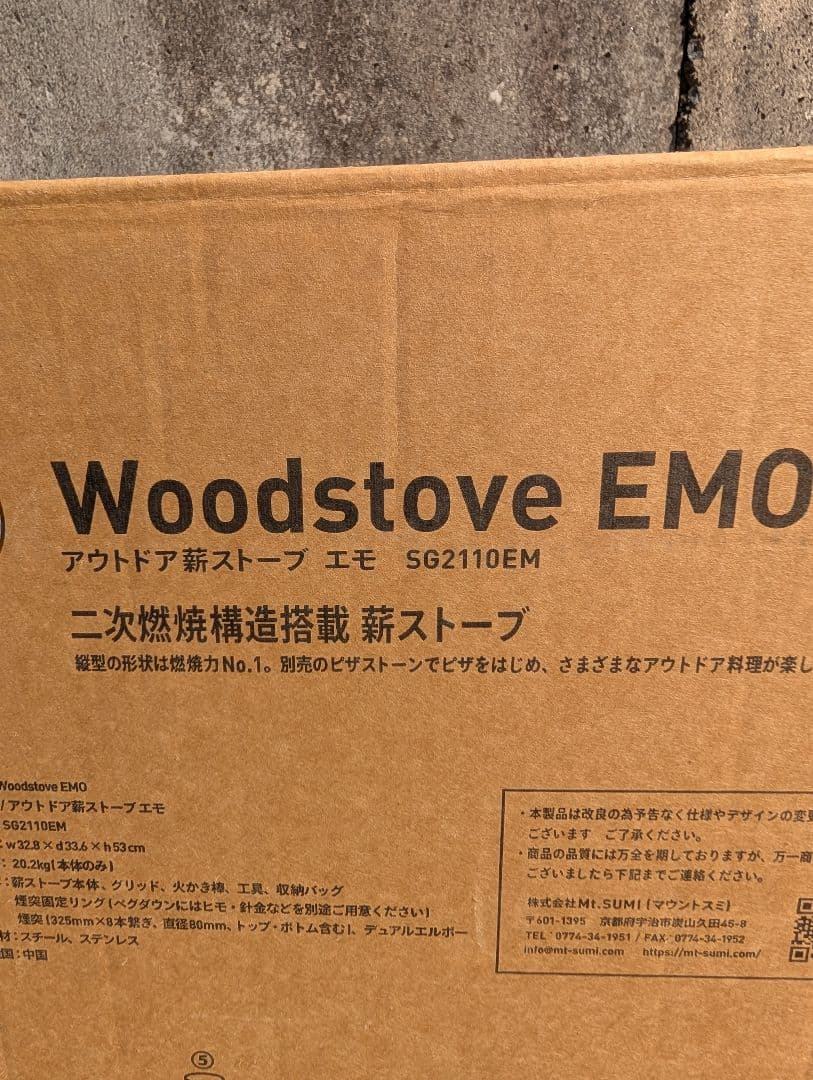 Woodstove EMO
アウトドア薪ストーブ エモ SG2110EM
二次燃焼構造搭載 薪ストーブ
縦型の形状は燃焼力No.1。別売のピザストーンでピザをはじめ、さまざまなアウトドア料理が楽し
Woodstove EMO
/ アウトドア薪ストーブ エモ
SG2110EM
: w32.8 × d33.6 × h53cm
: 20.2kg(本体のみ)
: 薪ストーブ本体、グリッド、火かき棒、工具、収納バッグ
煙突固定リング(ペグダウンにはヒモ・針金などを別途ご用意ください)
煙突(325mm×8本繋ぎ、直径80mm、トップ・ボトム含む)、デュアルエルボー
材:スチール、ステンレス
国:中国
・本製品は改良の為予告なく仕様やデザインの変更
ございます ご了承ください。
・商品の品質には万全を期しておりますが、万一商
ございましたら下記までご連絡ください。
株式会社Mt.SUMI(マウントスミ)
〒601-1395 京都府宇治市炭山久田45-8
TEL:0774-34-1951 / FAX:0774-34-1952
info@mt-sumi.com https://mt-sumi.com/
⑤